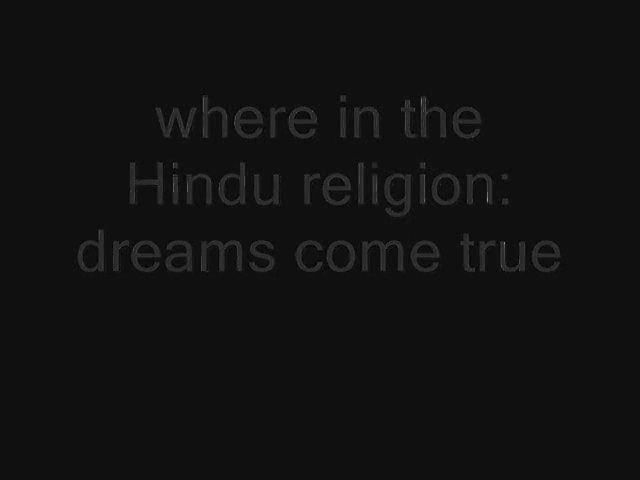 where in the
Hindu religion:
dreams come true